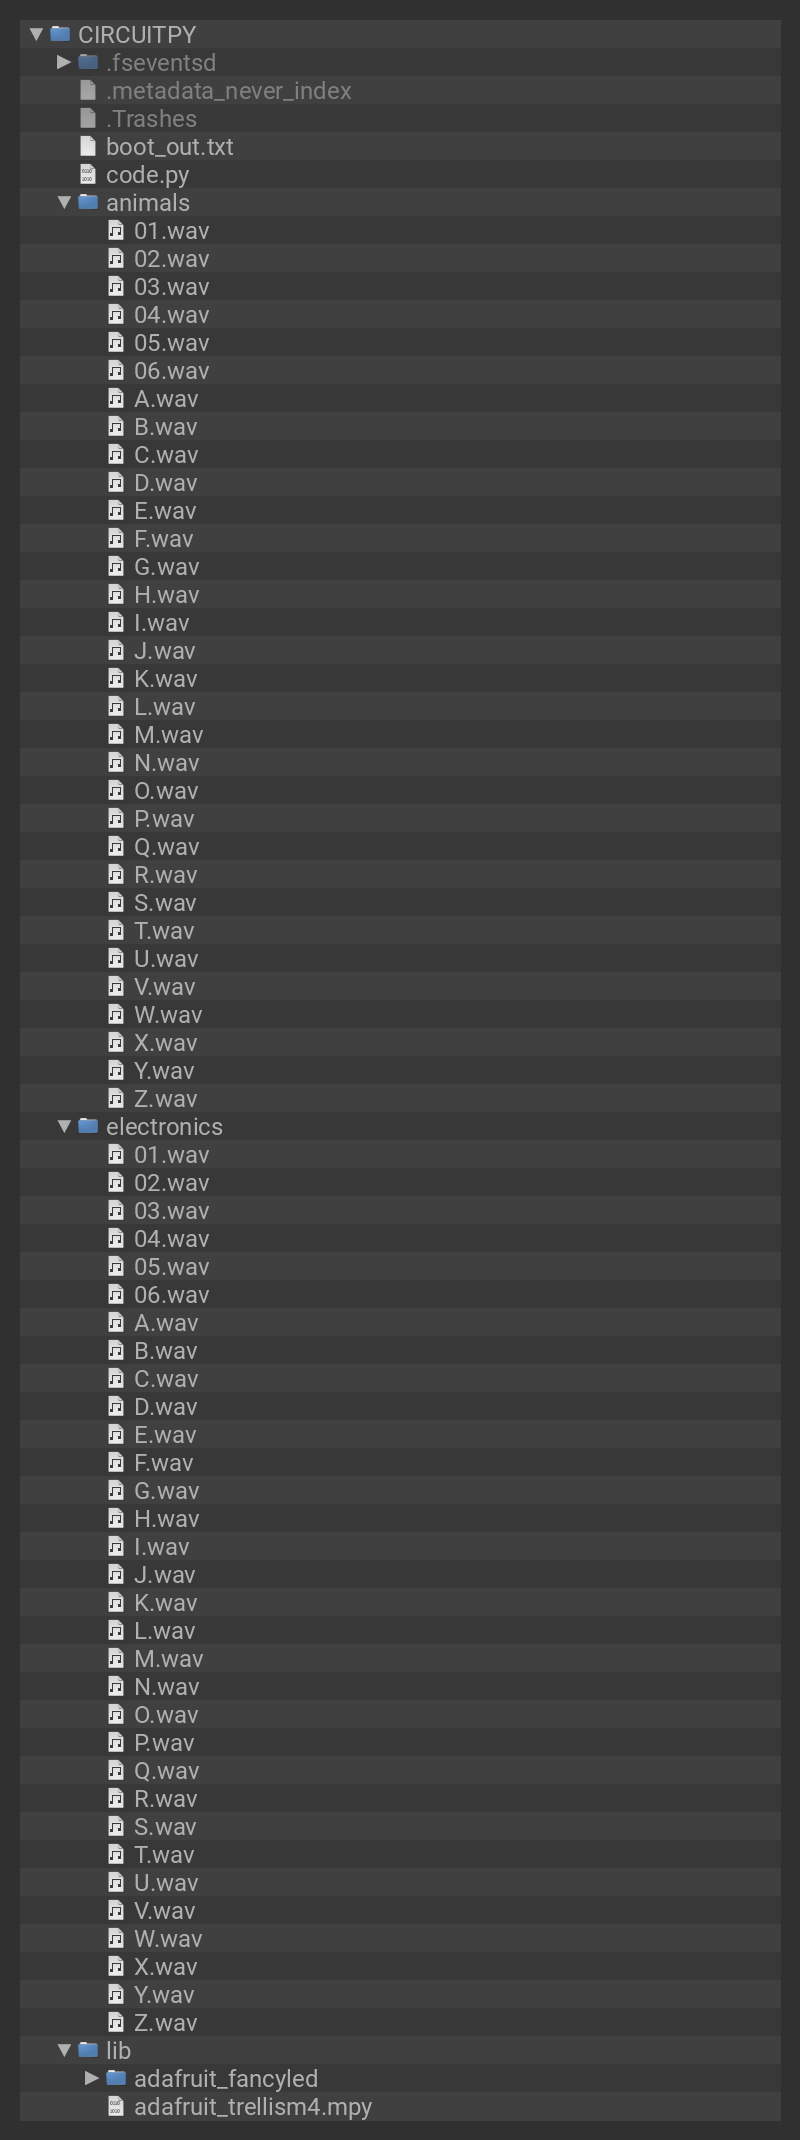 CIRCUITPY
.fseventsd
.metadata_never_index
.Trashes
boot_out.txt
code.py
animals
01.wav
02.wav
03.wav
04.wav
05.wav
06.wav
A.wav
B.wav
C.wav
D.wav
E.wav
F.wav
G.wav
H.wav
I.wav
J.wav
K.wav
L.wav
M.wav
N.wav
O.wav
P.wav
Q.wav
R.wav
S.wav
T.wav
U.wav
V.wav
W.wav
X.wav
Y.wav
Z.wav
electronics
01.wav
02.wav
03.wav
04.wav
05.wav
06.wav
A.wav
B.wav
C.wav
D.wav
E.wav
F.wav
G.wav
H.wav
I.wav
J.wav
K.wav
L.wav
M.wav
N.wav
O.wav
P.wav
Q.wav
R.wav
S.wav
T.wav
U.wav
V.wav
W.wav
X.wav
Y.wav
Z.wav
lib
adafruit_fancyled
adafruit_trellism4.mpy